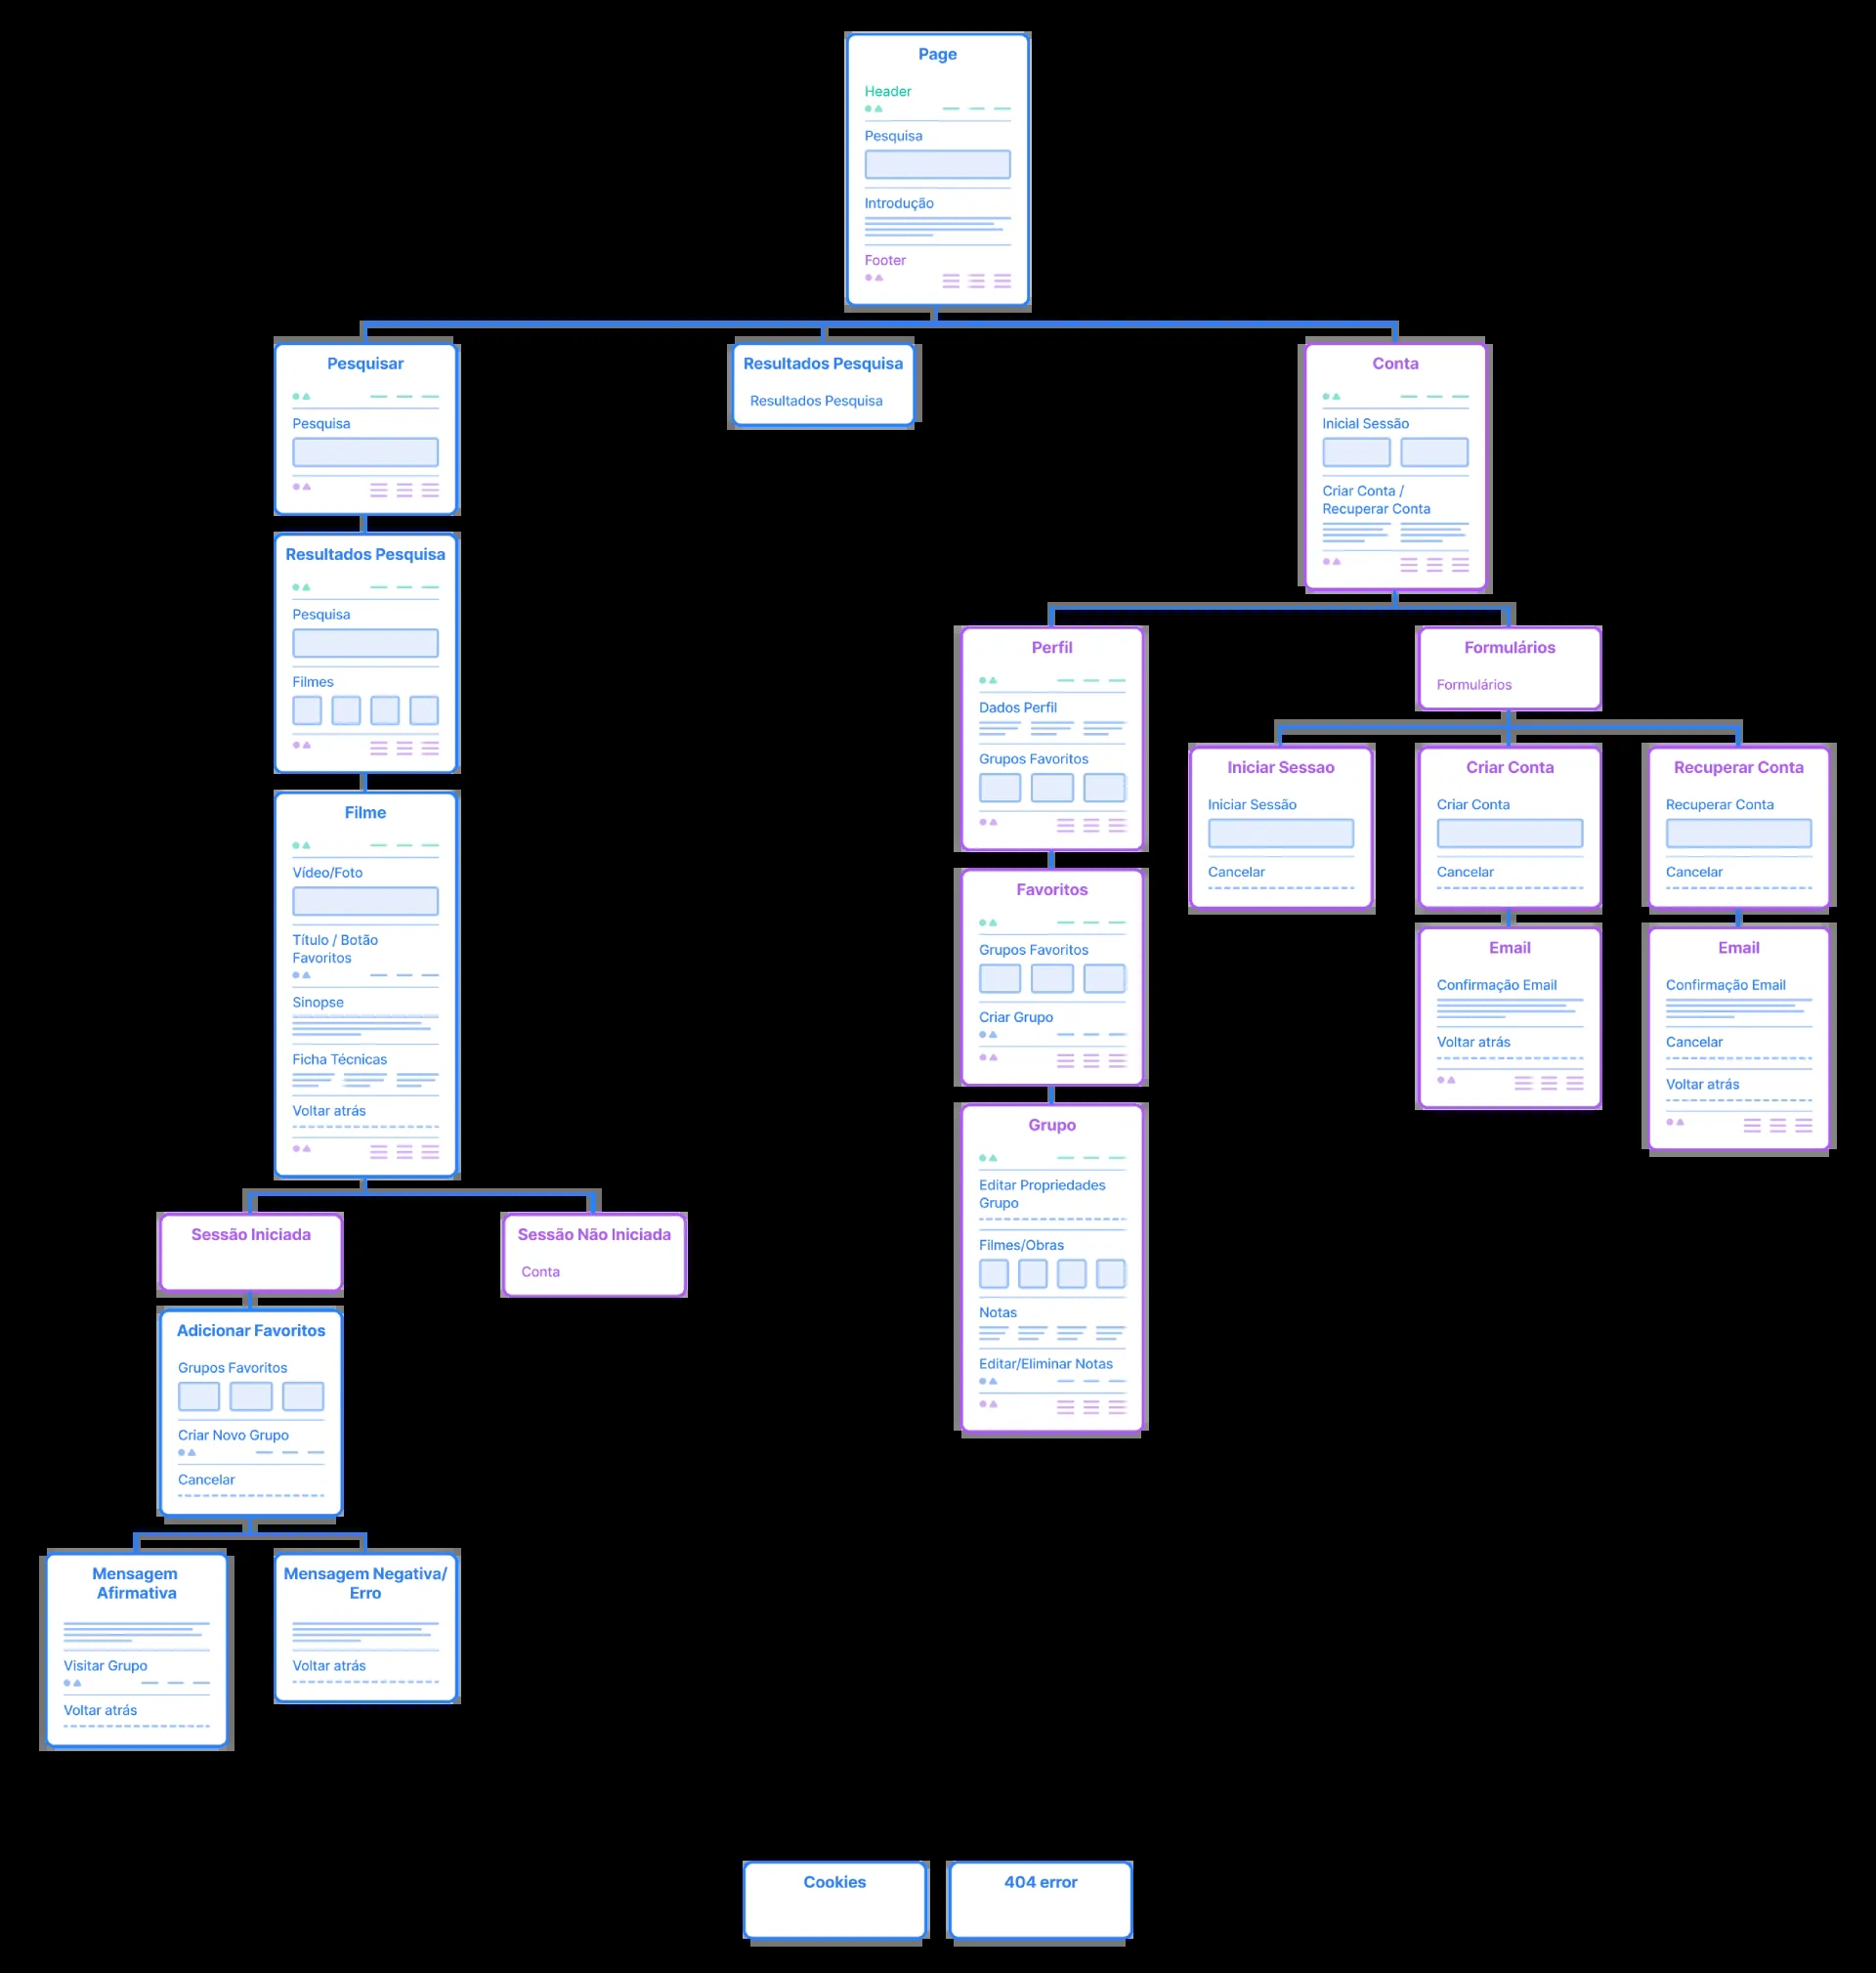 Page
Header
Pesquisa
Introdução
Footer
Pesquisar
Pesquisa
Resultados Pesquisa
Resultados Pesquisa
Conta
Inicial Sessão
Criar Conta /
Recuperar Conta
Resultados Pesquisa
Pesquisa
Filmes
Filme
Vídeo/Foto
Título / Botão
Favoritos
Sinopse
Ficha Técnicas
Voltar atrás
Sessão Iniciada
Sessão Não Iniciada
Conta
Adicionar Favoritos
Grupos Favoritos
Criar Novo Grupo
Cancelar
Mensagem
Afirmativa
Visitar Grupo
Voltar atrás
Mensagem Negativa/
Erro
Voltar atrás
Perfil
Dados Perfil
Grupos Favoritos
Favoritos
Grupos Favoritos
Criar Grupo
Grupo
Editar Propriedades
Grupo
Filmes/Obras
Notas
Editar/Eliminar Notas
Formulários
Formulários
Iniciar Sessao
Iniciar Sessão
Cancelar
Criar Conta
Criar Conta
Cancelar
Recuperar Conta
Recuperar Conta
Cancelar
Email
Confirmação Email
Voltar atrás
Email
Confirmação Email
Cancelar
Voltar atrás
Cookies
404 error